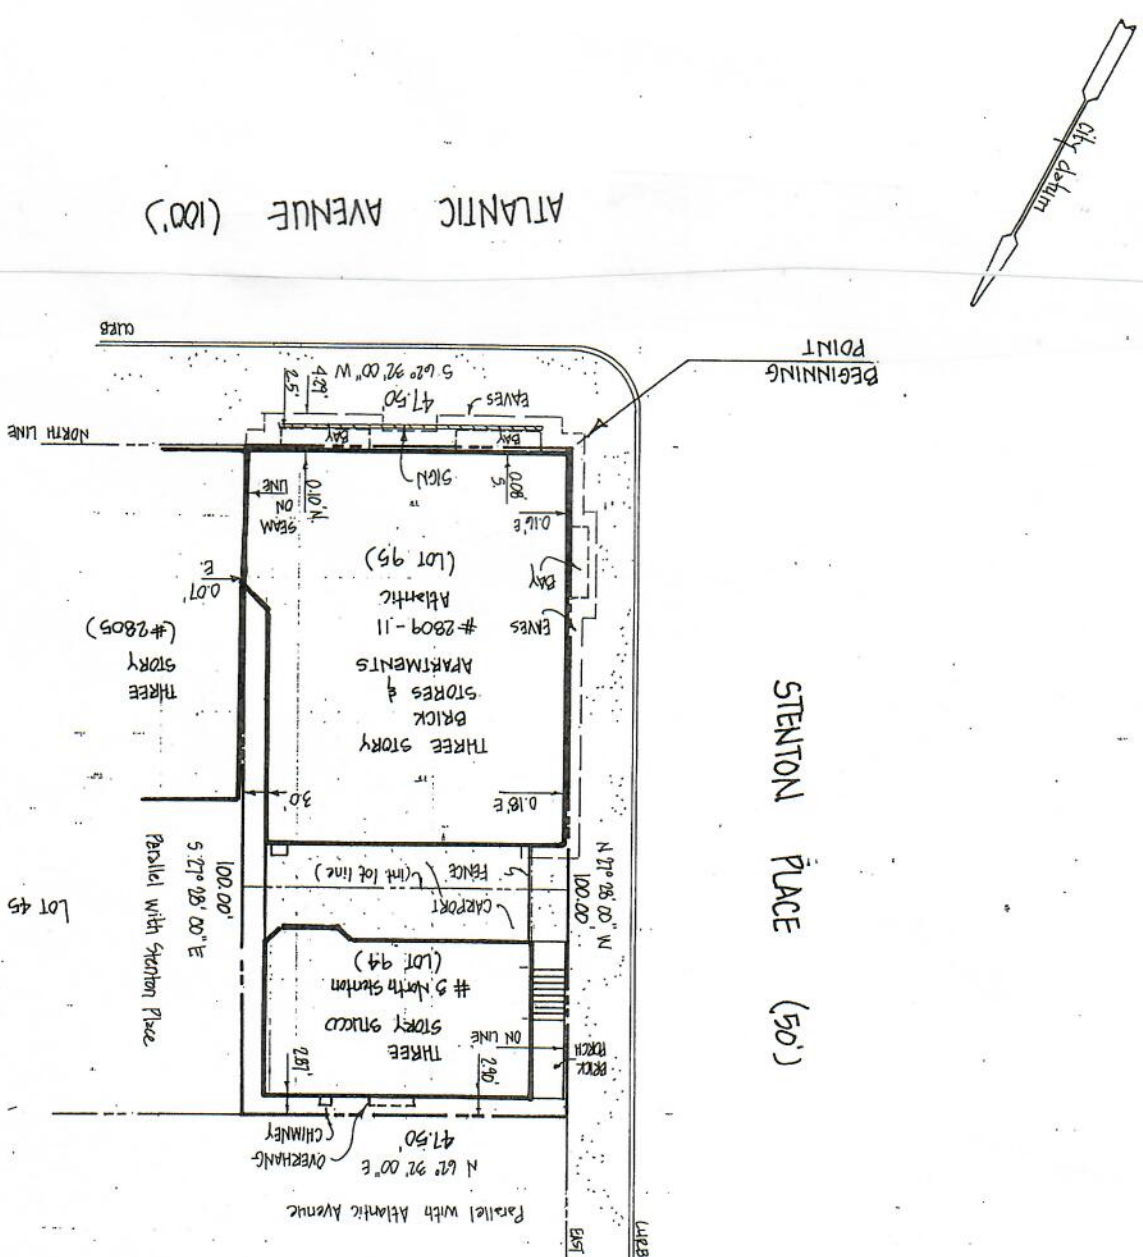 CURB
EAST
Parallel with Atlantic Avenue
N 62° 32' 00" E
47.50'
OVERHANG
CHIMNEY
2.90'
2.87'
BRICK
PORCH
ON LINE
THREE
STORY STUCCO
# 3 North Stenton
(LOT 94)
STENTON PLACE (50')
N 27° 28' 00" W
100.00'
CARPORT
FENCE
(int. lot line)
100.00'
S 27° 28' 00" E
Parallel with Stenton Place
LOT 45
0.18' E
3.0'
THREE STORY
BRICK
STORES &
APARTMENTS
# 2809-11
Atlantic
(LOT 95)
THREE
STORY
(#2805)
EAVES
BAY
0.07'
E.
0.16' E
SEAM
ON
LINE
0.08'
S.
SIGN
0.10' N.
BAY
BAY
NORTH LINE
EAVES
47.50'
S 62° 32' 00" W
4.29'
2.5'
BEGINNING
POINT
CURB
ATLANTIC AVENUE (100')
City datum